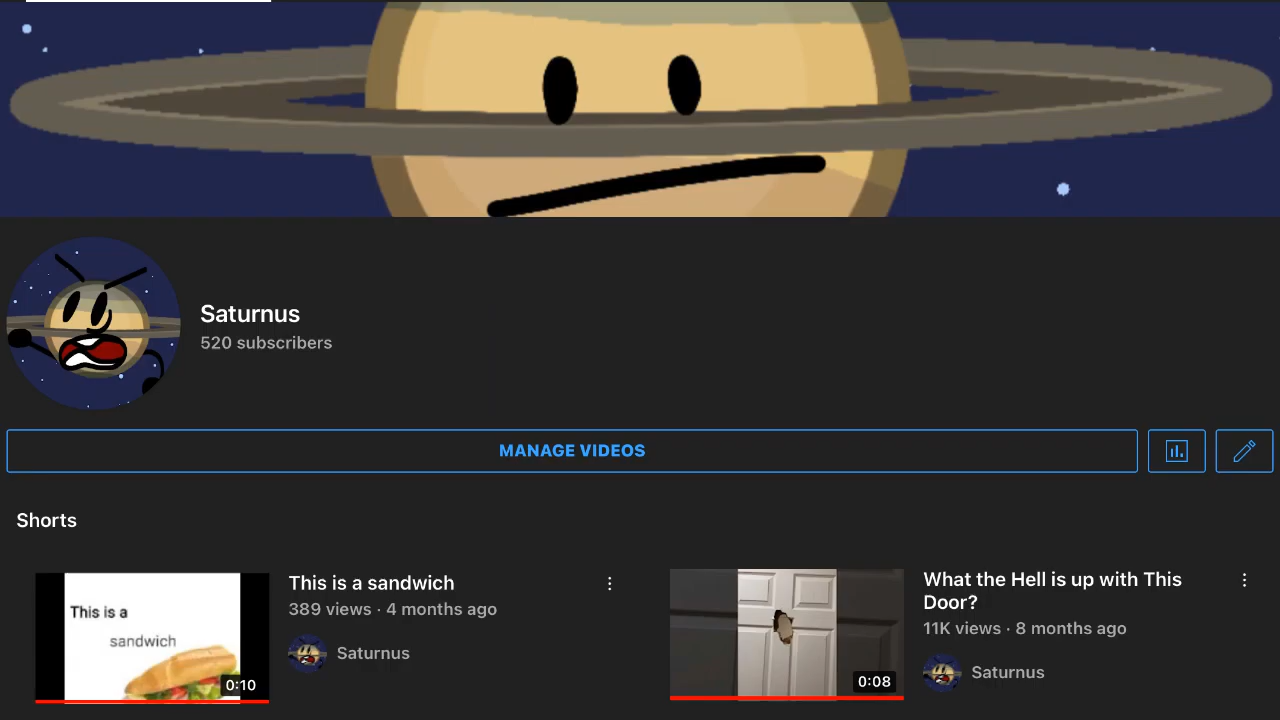 Saturnus
520 subscribers
MANAGE VIDEOS
Shorts
This is a
sandwich
0:10
This is a sandwich
389 views · 4 months ago
Saturnus
0:08
What the Hell is up with This
Door?
11K views · 8 months ago
Saturnus